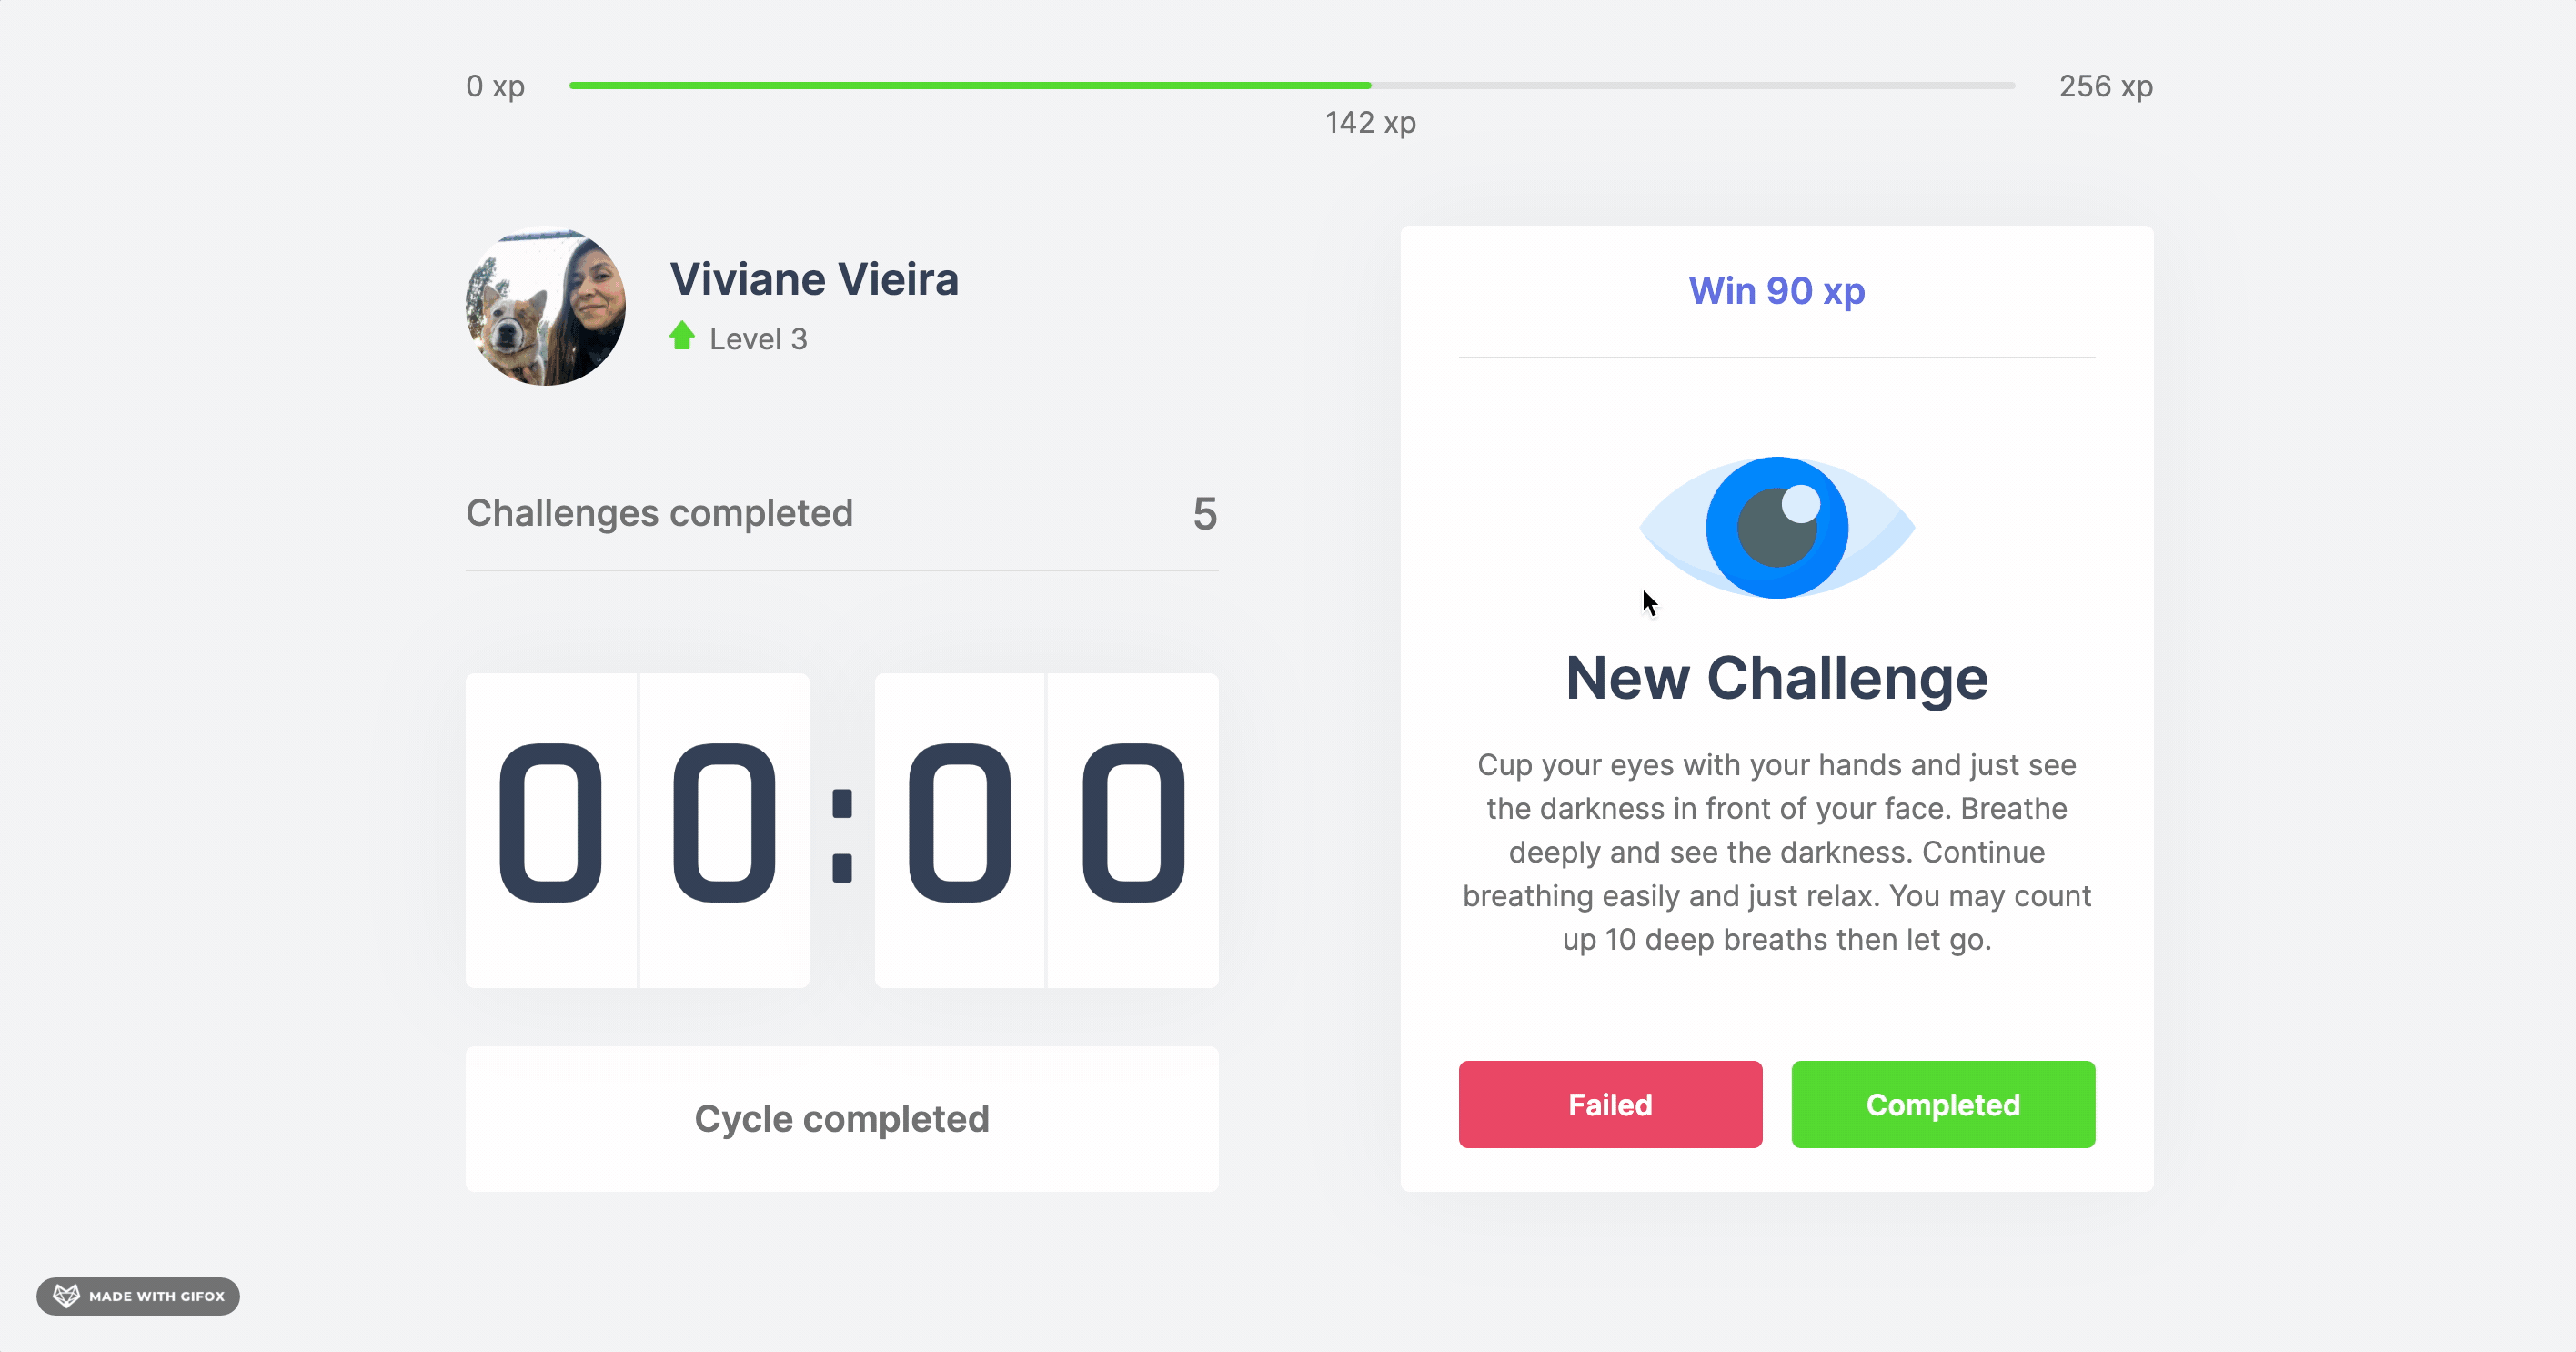 0 xp
256 xp
142 xp
Viviane Vieira
Level 3
Challenges completed
5
00:00
Cycle completed
Win 90 xp
New Challenge
Cup your eyes with your hands and just see
the darkness in front of your face. Breathe
deeply and see the darkness. Continue
breathing easily and just relax. You may count
up 10 deep breaths then let go.
Failed
Completed
MADE WITH GIFOX